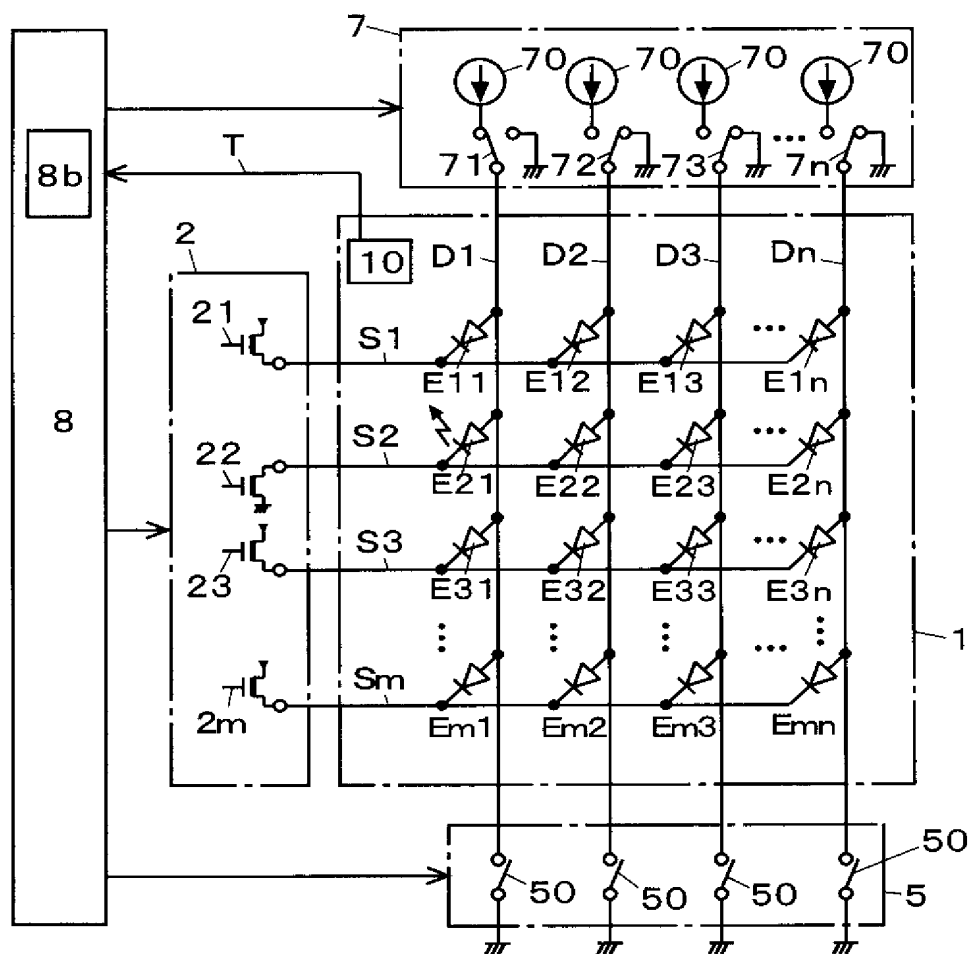 7
70 70 70 70
71 72 73 ... 7n
T
8b
10
2
D1 D2 D3 Dn
21
S1
...
E11 E12 E13 E1n
8
S2
...
22
E21 E22 E23 E2n
S3
...
23
E31 E32 E33 E3n
... ... ... ... ...
1
Sm
2m
Em1 Em2 Em3 Emn
50
50 50 50
5